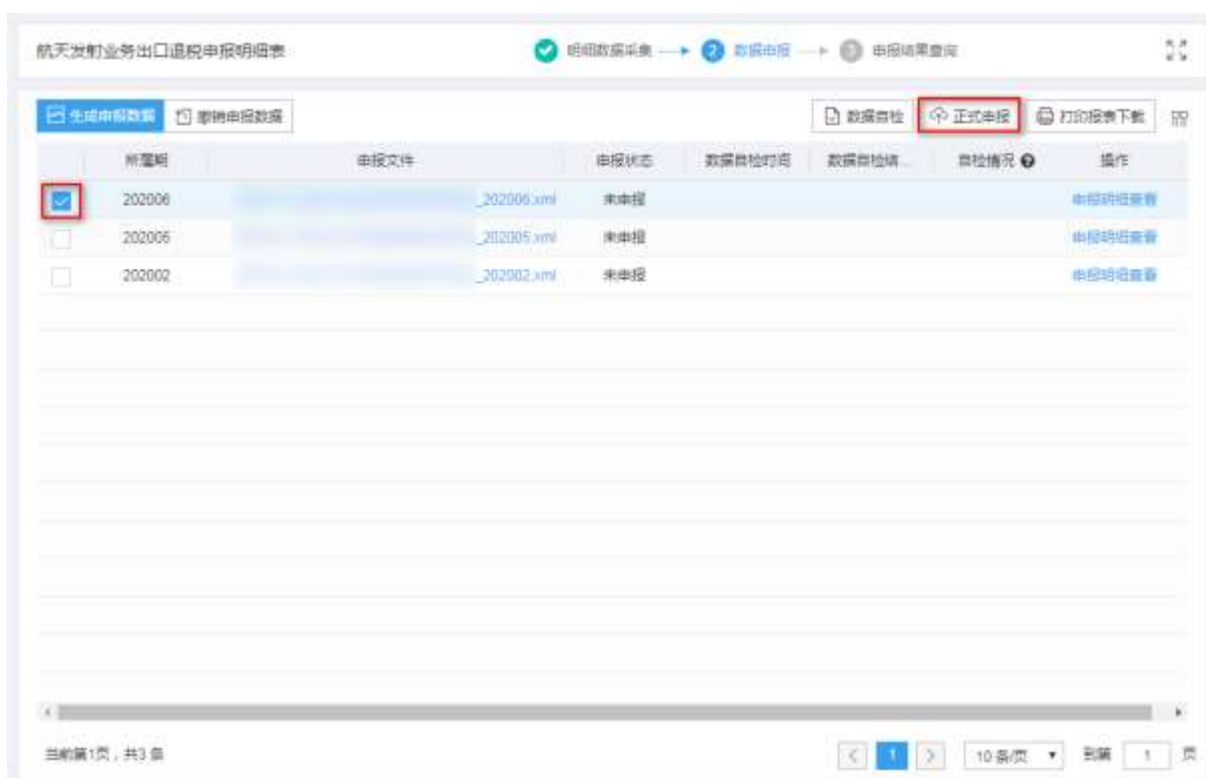 航天发射业务出口退税申报明细表 明细数据采集 2 数据申报 3 申报结果查询
生成申报数据 撤销申报数据 数据自检 正式申报 打印报表下载
所属期 申报文件 申报状态 数据自检时间 数据自检结... 自检情况 操作
202006 _202006.xml 未申报 申报明细查看
202005 _202005.xml 未申报 申报明细查看
202002 _202002.xml 未申报 申报明细查看
当前第1页，共3条 < 1 > 10条/页 到第 1 页